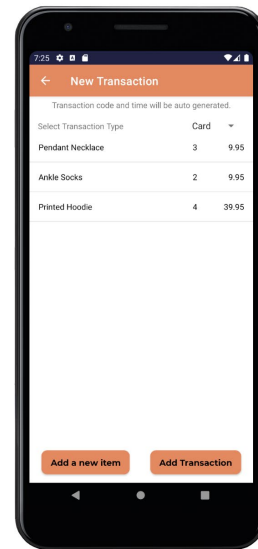 7:25
New Transaction
Transaction code and time will be auto generated.
Select Transaction Type Card
Pendant Necklace 3 9.95
Ankle Socks 2 9.95
Printed Hoodie 4 39.95
Add a new item Add Transaction